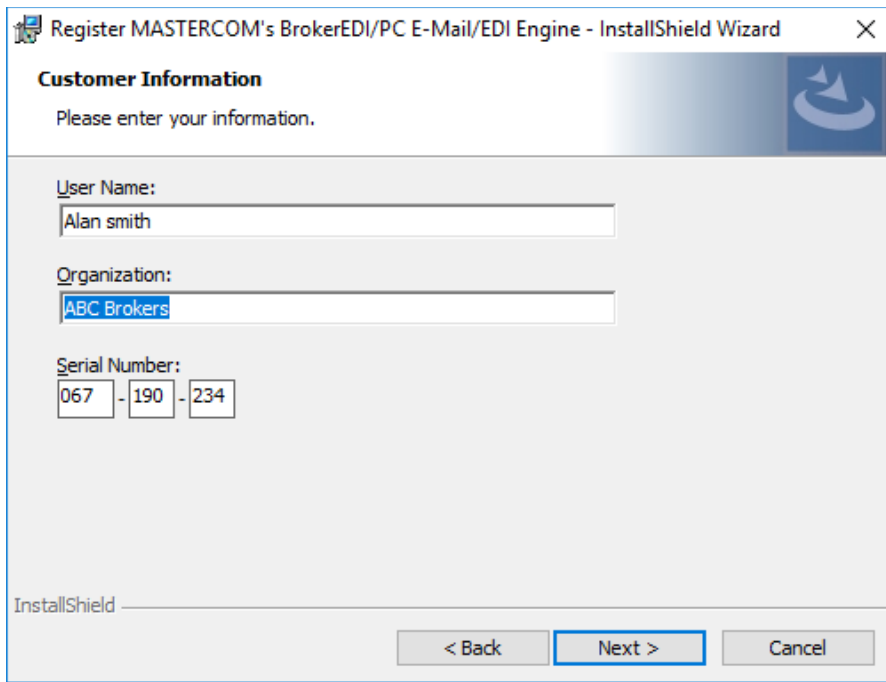 Register MASTERCOM's BrokerEDI/PC E-Mail/EDI Engine - InstallShield Wizard
Customer Information
Please enter your information.
User Name:
Alan smith
Organization:
ABC Brokers
Serial Number:
067 - 190 - 234
InstallShield
< Back Next > Cancel